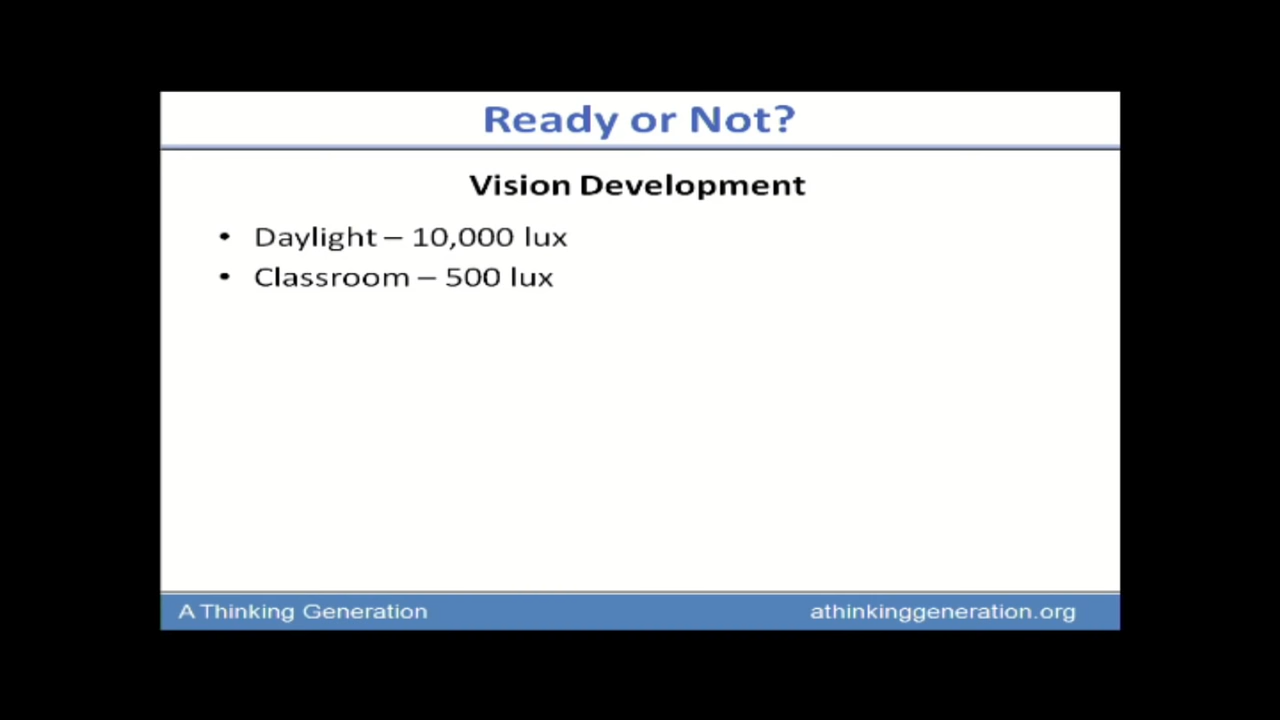 Ready or Not?
Vision Development
• Daylight – 10,000 lux
• Classroom – 500 lux
A Thinking Generation
athinkinggeneration.org